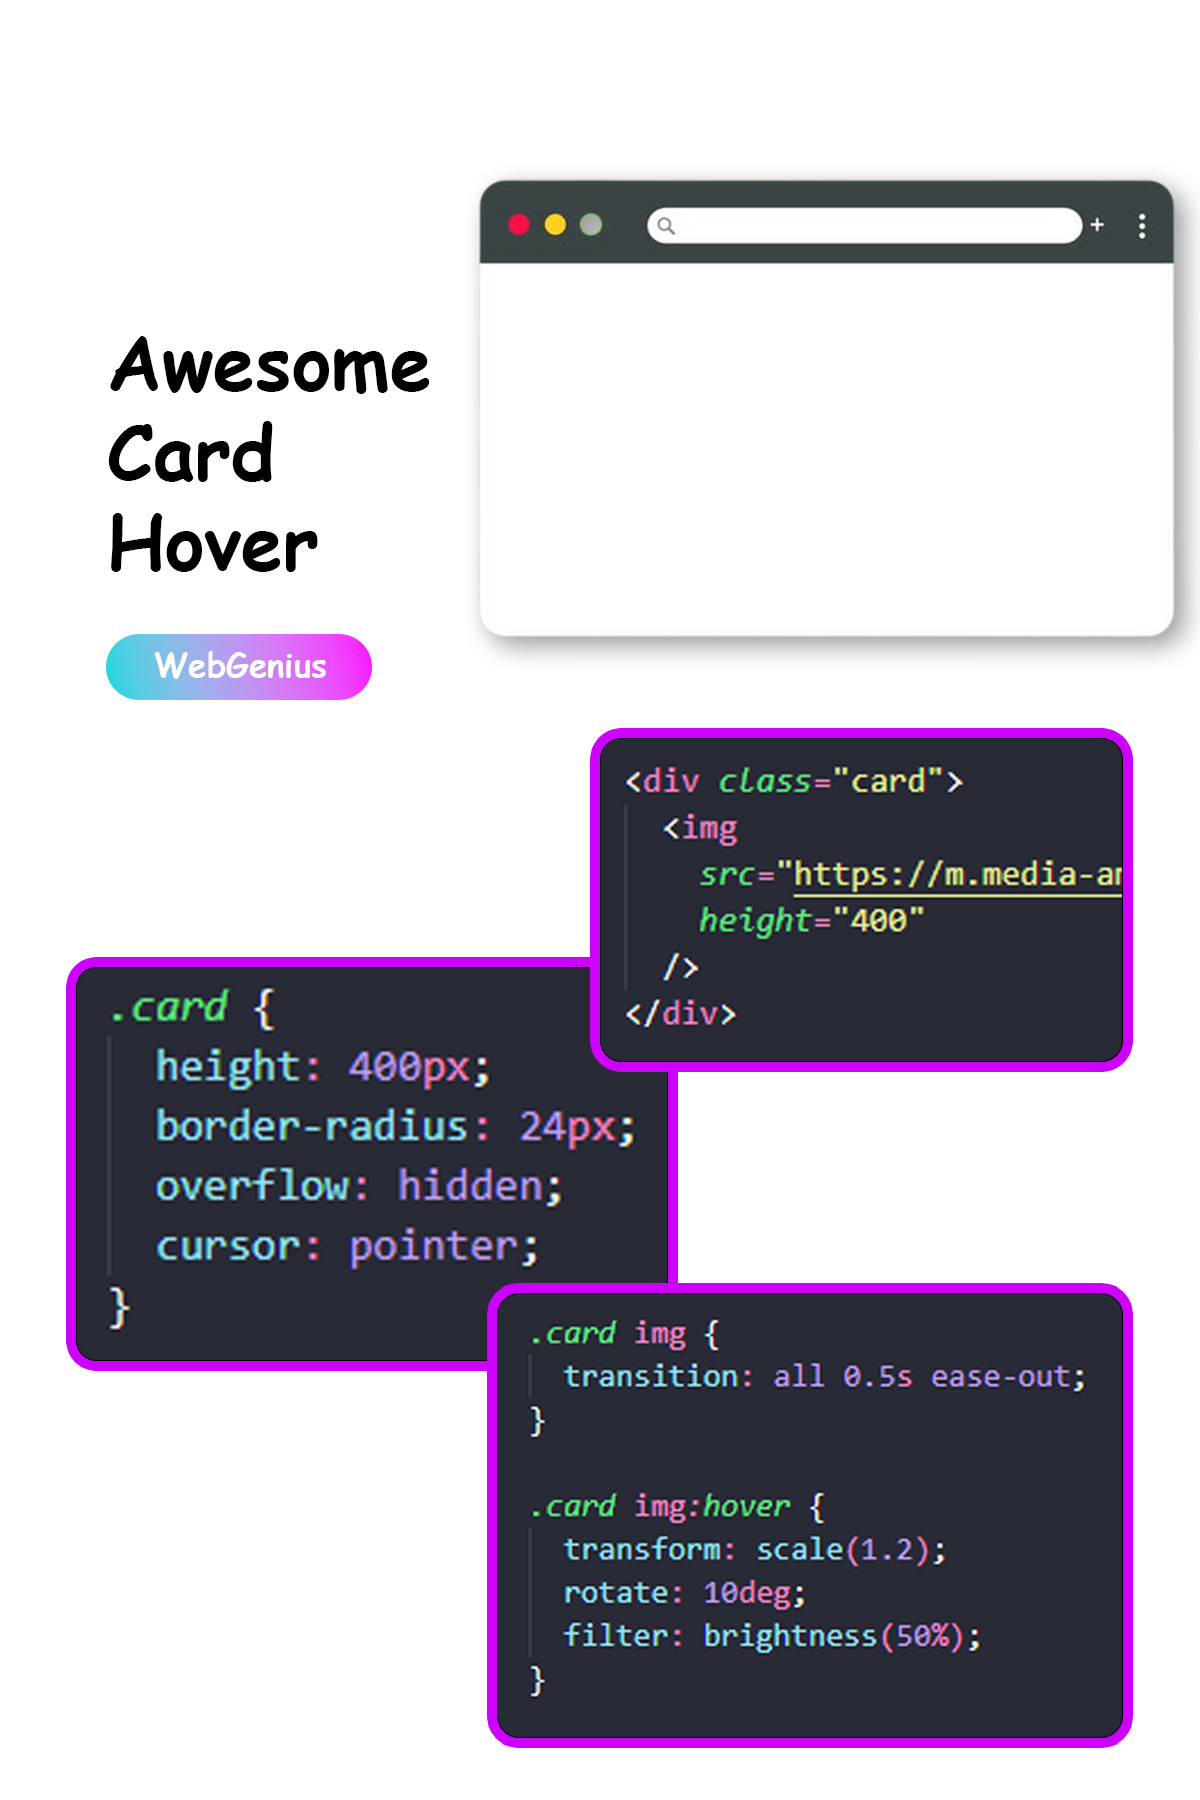 Awesome
Card
Hover
WebGenius
<div class="card">
<img
src="https://m.media-
height="400"
/>
</div>
.card {
height: 400px;
border-radius: 24px;
overflow: hidden;
cursor: pointer;
}
.card img {
transition: all 0.5s ease-out;
}
.card img:hover {
transform: scale(1.2);
rotate: 10deg;
filter: brightness(50%);
}